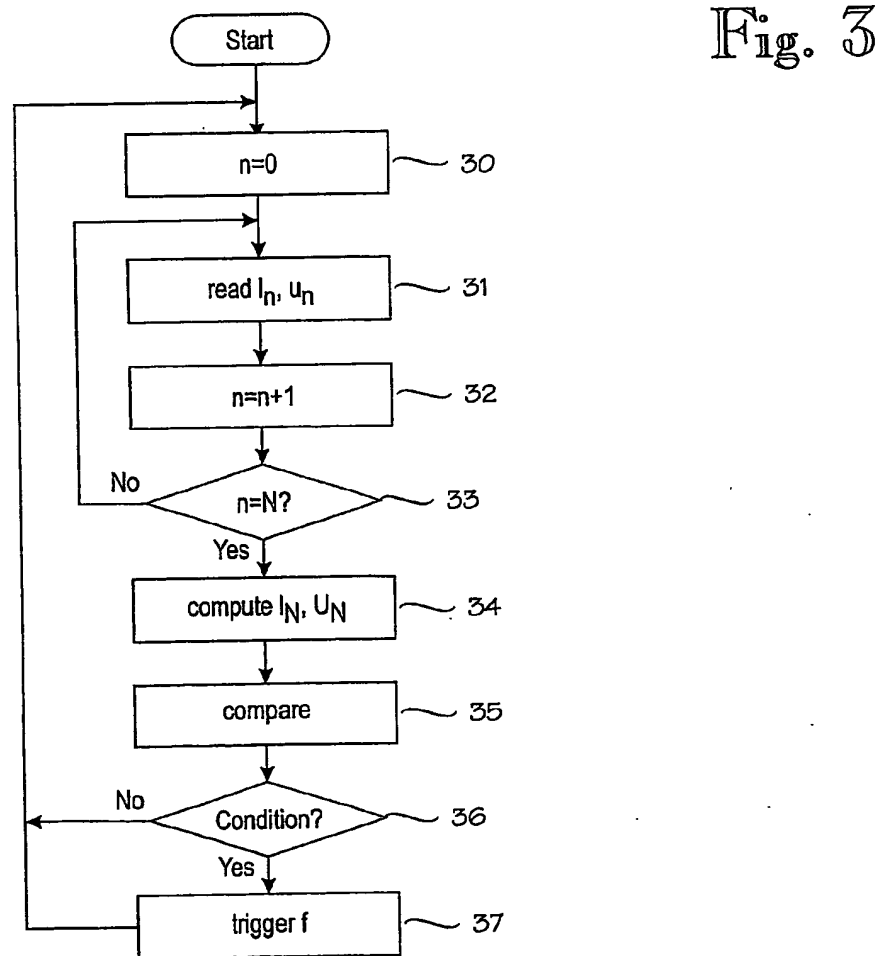 Fig. 3
Start
n=0
30
read I_n, u_n
31
n=n+1
32
No
n=N?
33
Yes
compute I_N, U_N
34
compare
35
No
Condition?
36
Yes
trigger f
37